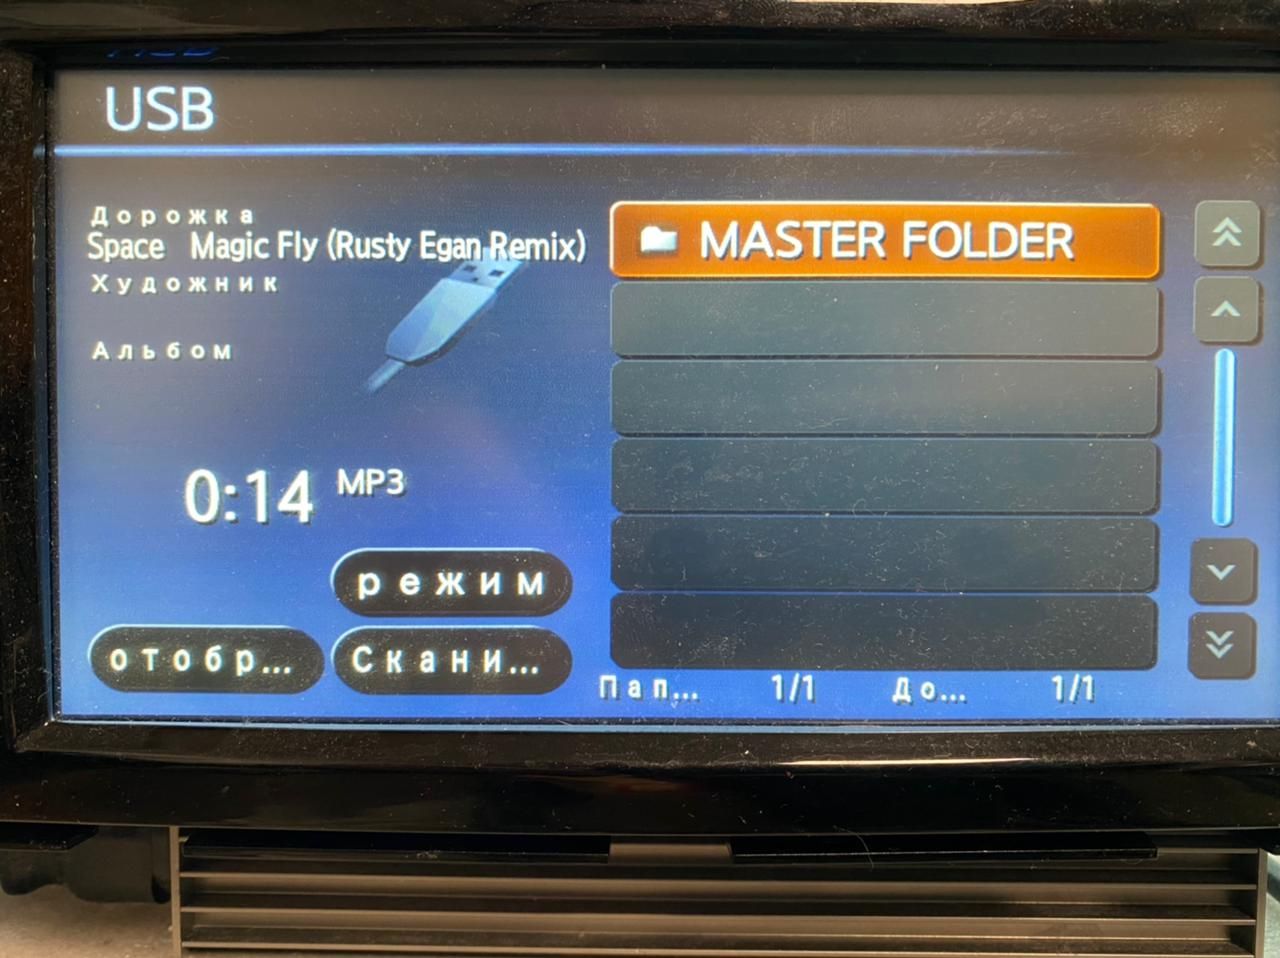 USB
Дорожка
Space Magic Fly (Rusty Egan Remix)
Художник
Альбом
0:14 MP3
режим
отобр...
Скани...
MASTER FOLDER
Пап... 1/1 До... 1/1